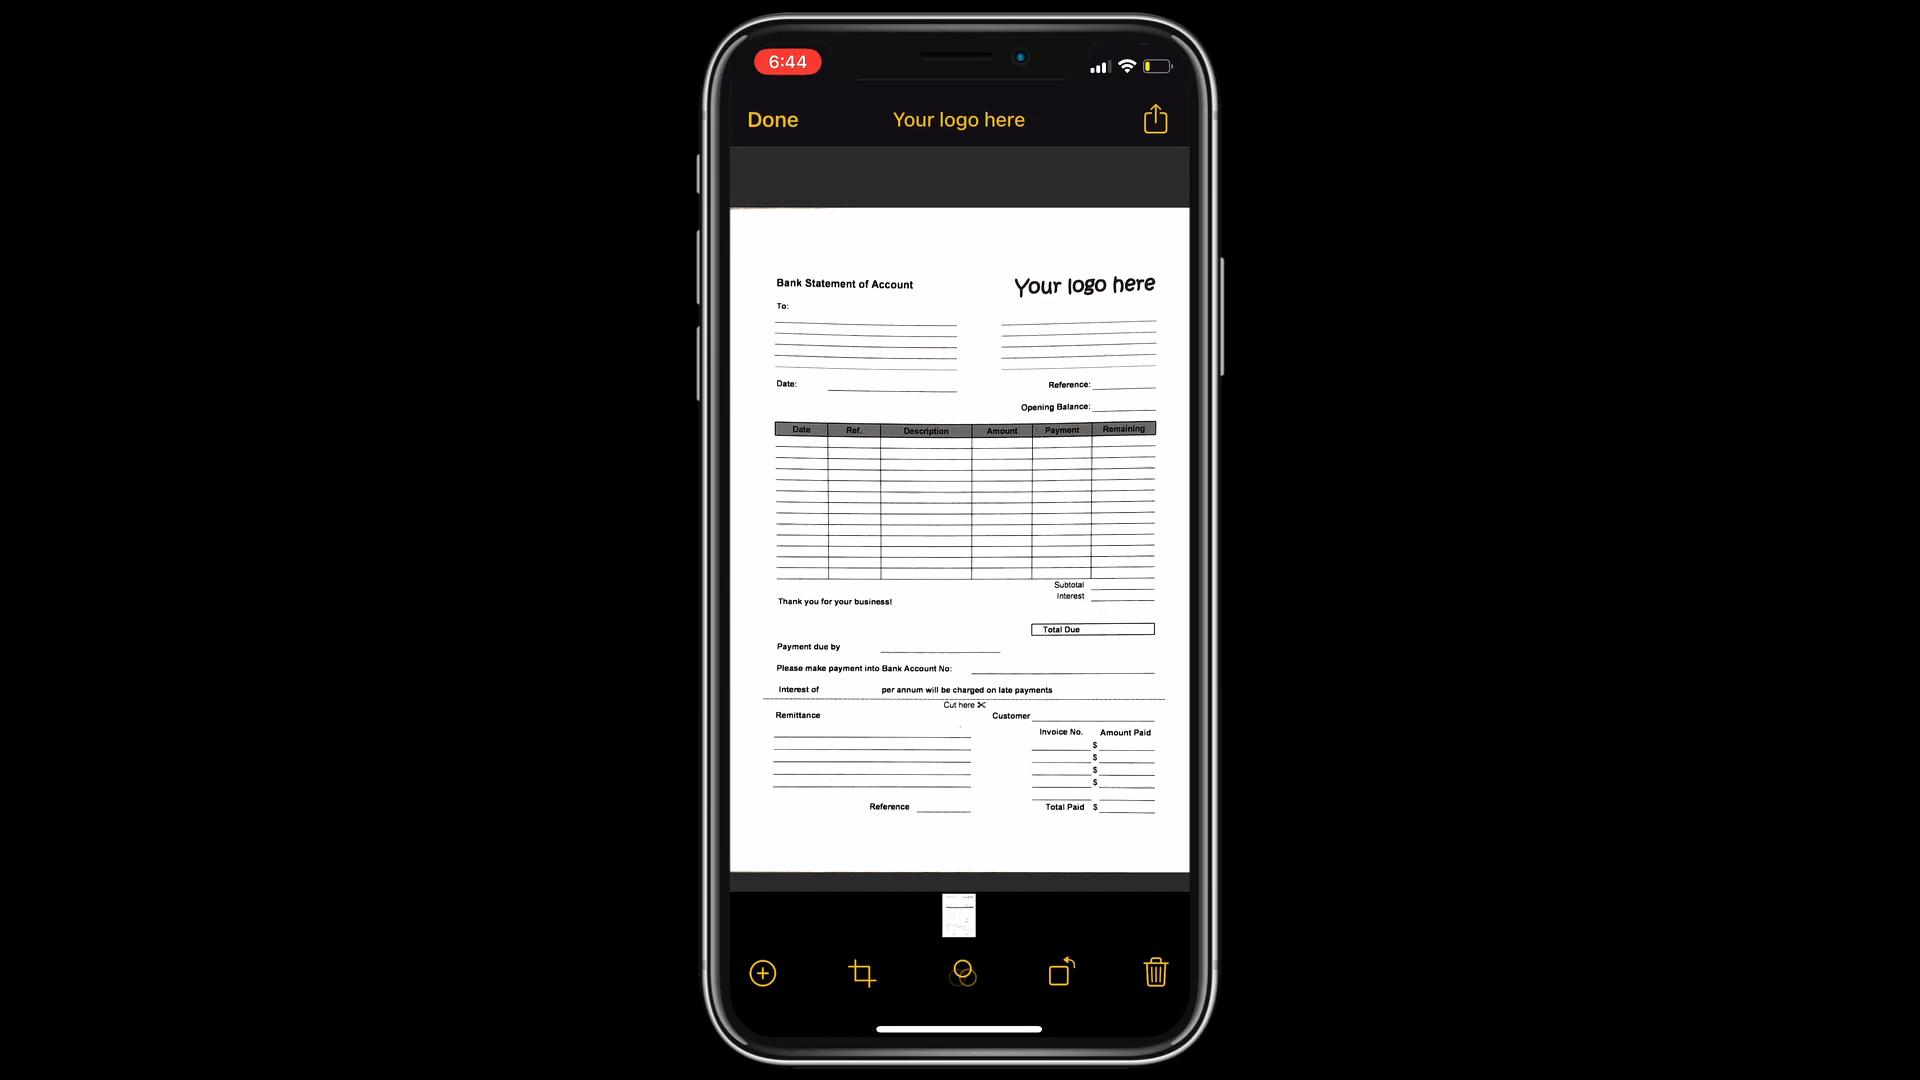 6:44
Done
Your logo here
Bank Statement of Account
Your logo here
To:
Date:
Reference:
Opening Balance:
Date Ref. Description Amount Payment Remaining
Subtotal
Interest
Thank you for your business!
Total Due
Payment due by
Please make payment into Bank Account No:
Interest of per annum will be charged on late payments
Cut here
Remittance
Customer
Invoice No. Amount Paid
$
$
$
$
Reference
Total Paid $